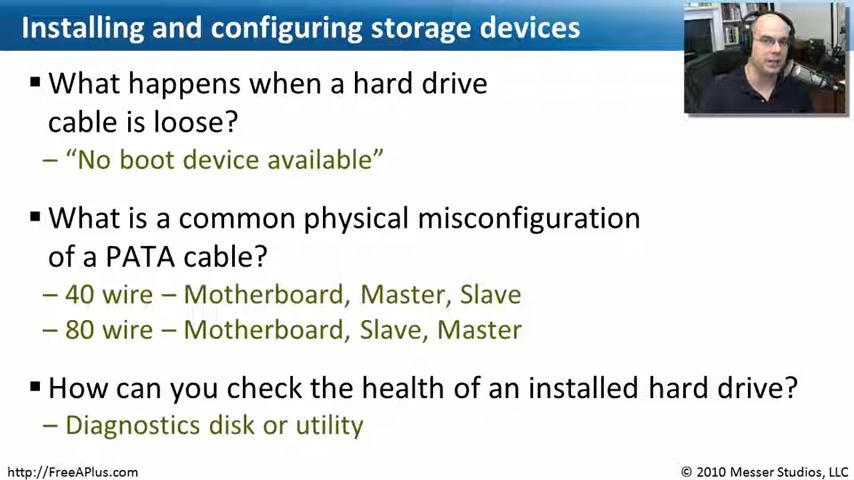 Installing and configuring storage devices
▪ What happens when a hard drive
cable is loose?
– “No boot device available”
▪ What is a common physical misconfiguration
of a PATA cable?
– 40 wire – Motherboard, Master, Slave
– 80 wire – Motherboard, Slave, Master
▪ How can you check the health of an installed hard drive?
– Diagnostics disk or utility
http://FreeAPlus.com
© 2010 Messer Studios, LLC